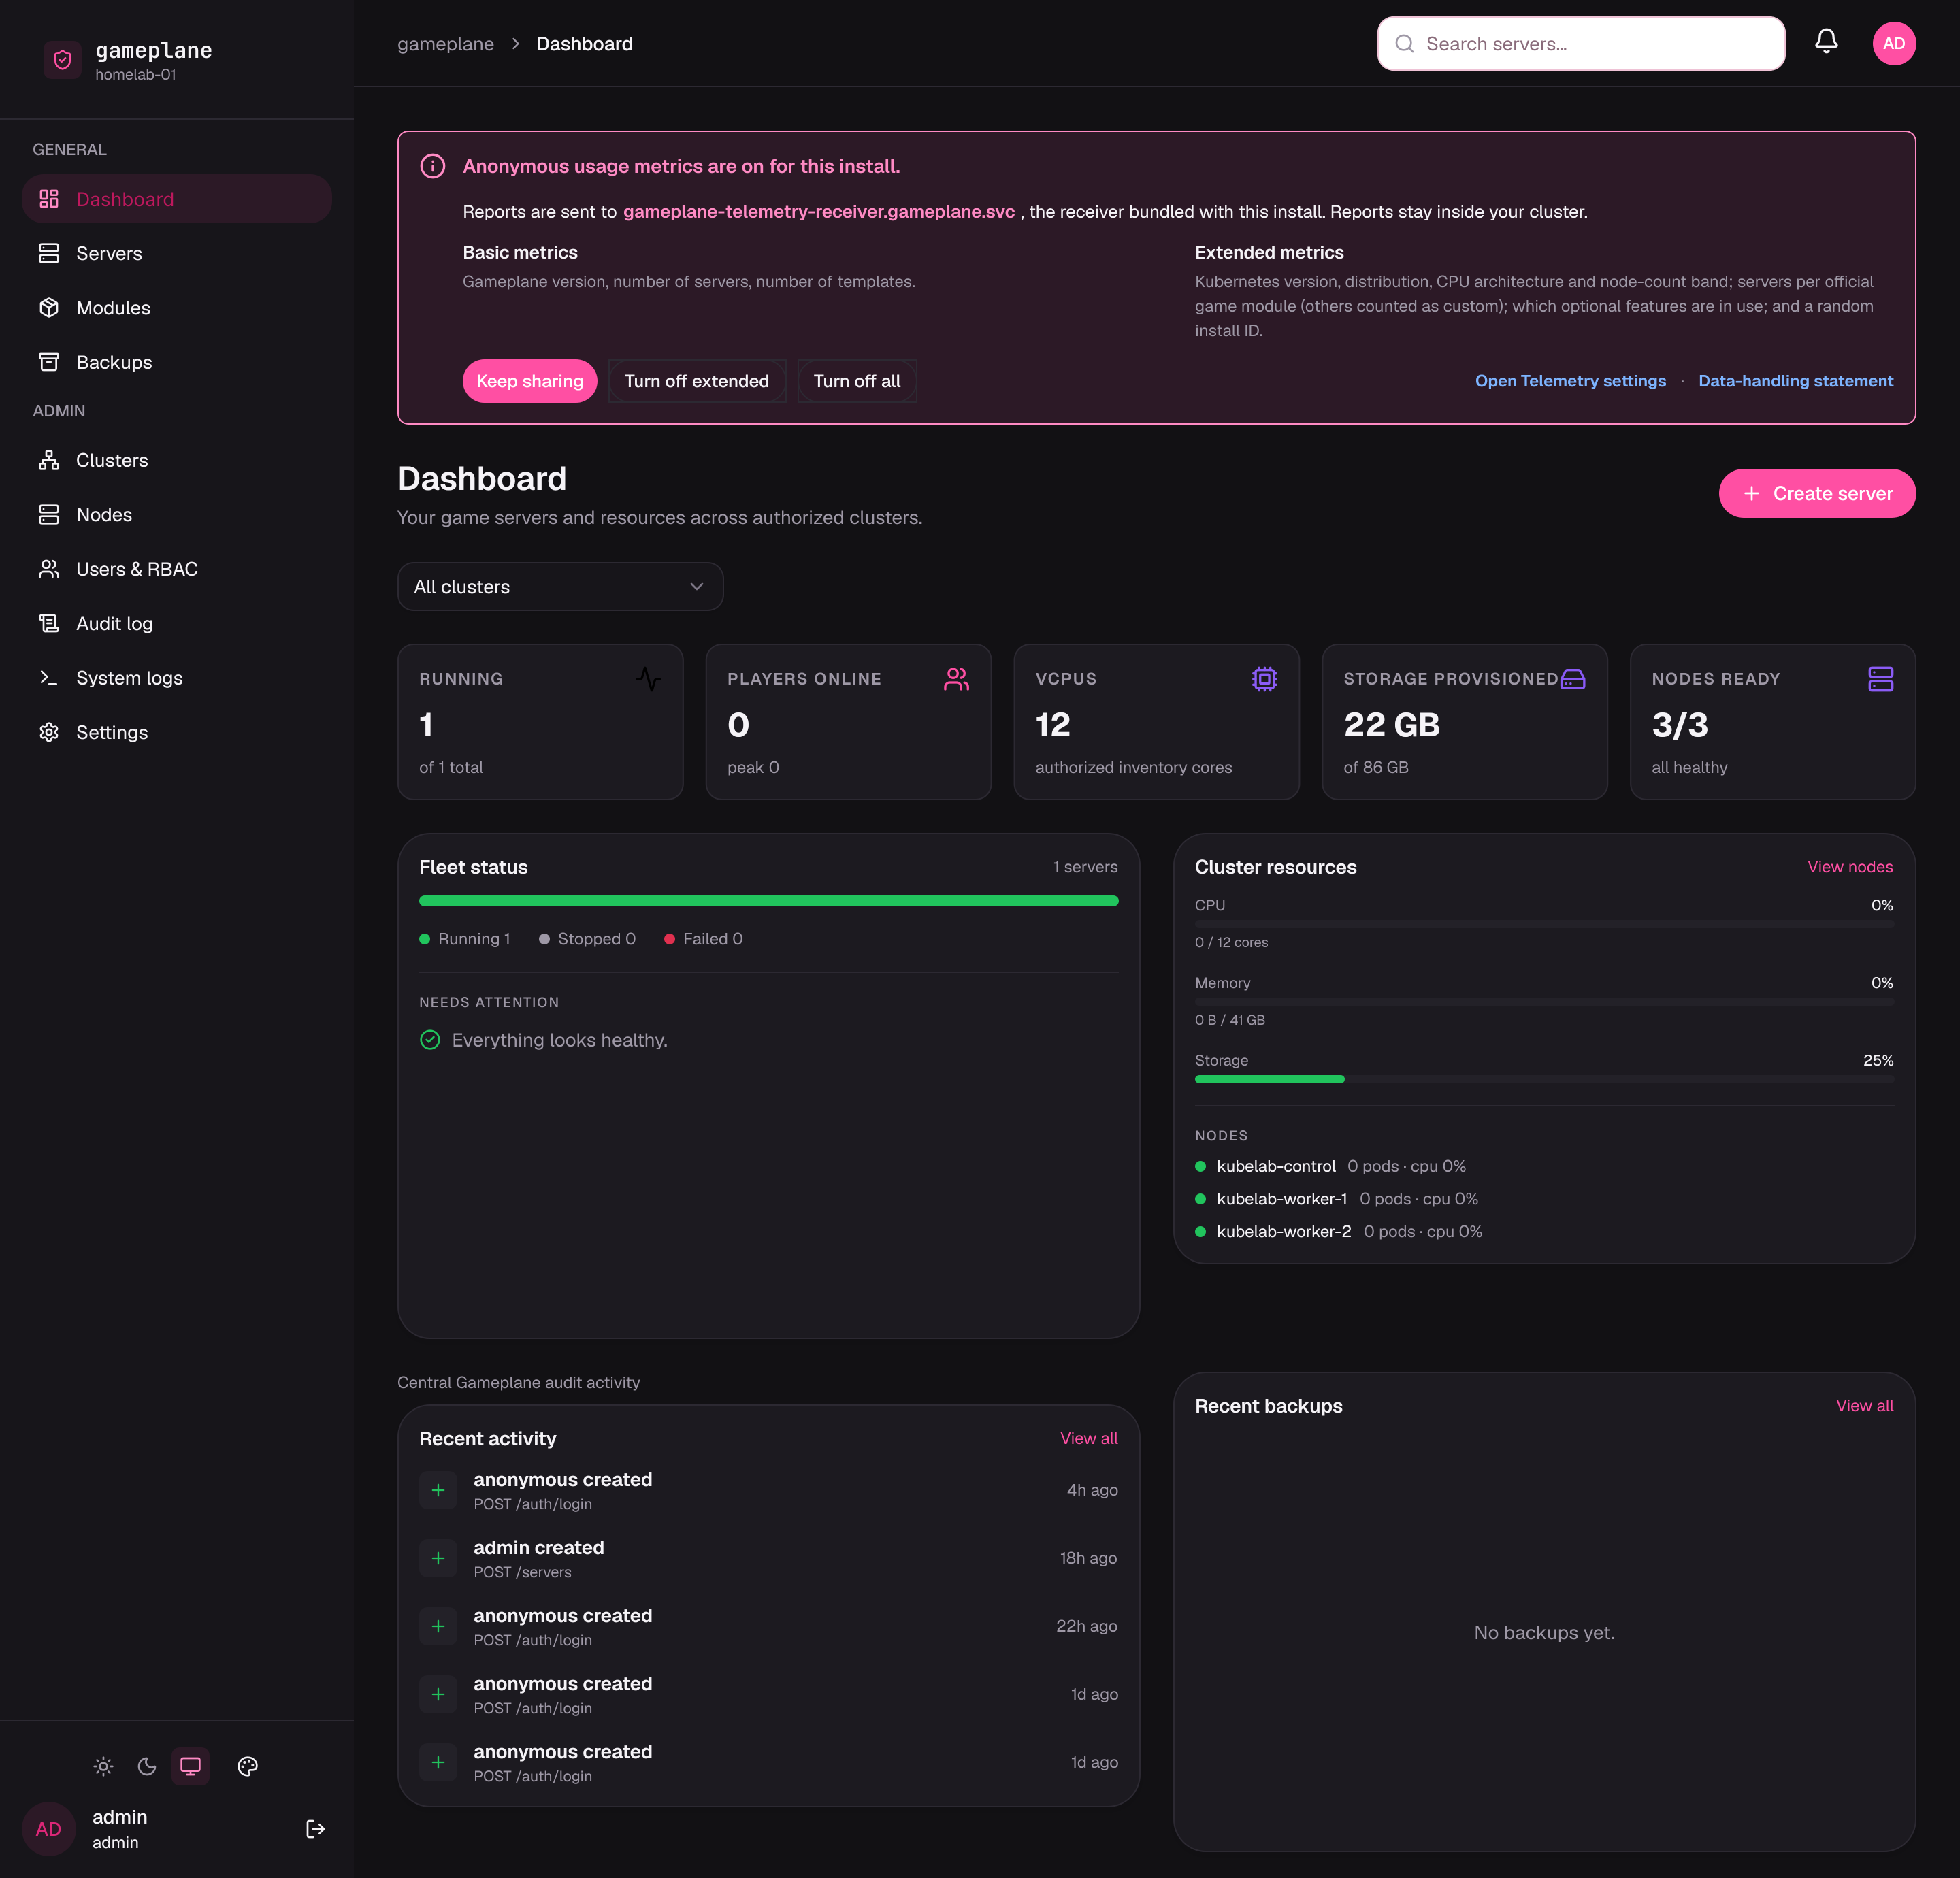 gameplane
homelab-01
GENERAL
Dashboard
Servers
Modules
Backups
ADMIN
Clusters
Nodes
Users & RBAC
Audit log
System logs
Settings
AD
admin
admin
gameplane > Dashboard
Search servers...
AD
Anonymous usage metrics are on for this install.
Reports are sent to gameplane-telemetry-receiver.gameplane.svc , the receiver bundled with this install. Reports stay inside your cluster.
Basic metrics
Gameplane version, number of servers, number of templates.
Extended metrics
Kubernetes version, distribution, CPU architecture and node-count band; servers per official
game module (others counted as custom); which optional features are in use; and a random
install ID.
Keep sharing
Turn off extended
Turn off all
Open Telemetry settings · Data-handling statement
Dashboard
Your game servers and resources across authorized clusters.
Create server
All clusters
RUNNING
1
of 1 total
PLAYERS ONLINE
0
peak 0
VCPUS
12
authorized inventory cores
STORAGE PROVISIONED
22 GB
of 86 GB
NODES READY
3/3
all healthy
Fleet status
1 servers
Running 1
Stopped 0
Failed 0
NEEDS ATTENTION
Everything looks healthy.
Cluster resources
View nodes
CPU
0%
0 / 12 cores
Memory
0%
0 B / 41 GB
Storage
25%
NODES
kubelab-control 0 pods · cpu 0%
kubelab-worker-1 0 pods · cpu 0%
kubelab-worker-2 0 pods · cpu 0%
Central Gameplane audit activity
Recent activity
View all
anonymous created
POST /auth/login
4h ago
admin created
POST /servers
18h ago
anonymous created
POST /auth/login
22h ago
anonymous created
POST /auth/login
1d ago
anonymous created
POST /auth/login
1d ago
Recent backups
View all
No backups yet.